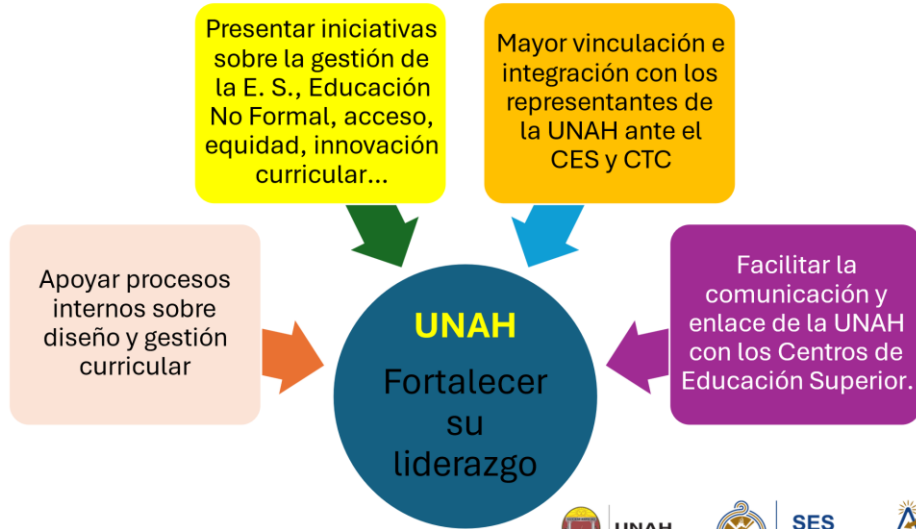 Presentar iniciativas
sobre la gestión de
la E. S., Educación
No Formal, acceso,
equidad, innovación
curricular...
Mayor vinculación e
integración con los
representantes de
la UNAH ante el
CES y CTC
Apoyar procesos
internos sobre
diseño y gestión
curricular
Facilitar la
comunicación y
enlace de la UNAH
con los Centros de
Educación Superior.
UNAH
Fortalecer
su
liderazgo
UNAH
SES